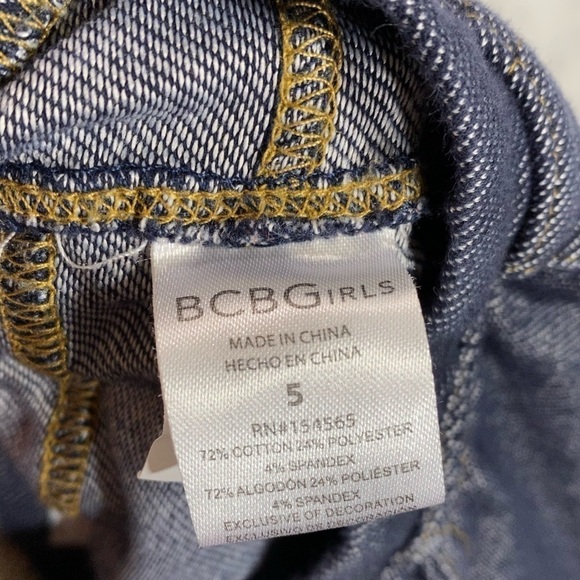 BCBGIRLS
MADE IN CHINA
HECHO EN CHINA
5
RN#154565
72% COTTON 24% POLYESTER
4% SPANDEX
72% ALGODÓN 24% POLIÉSTER
4% SPANDEX
EXCLUSIVE OF DECORATION